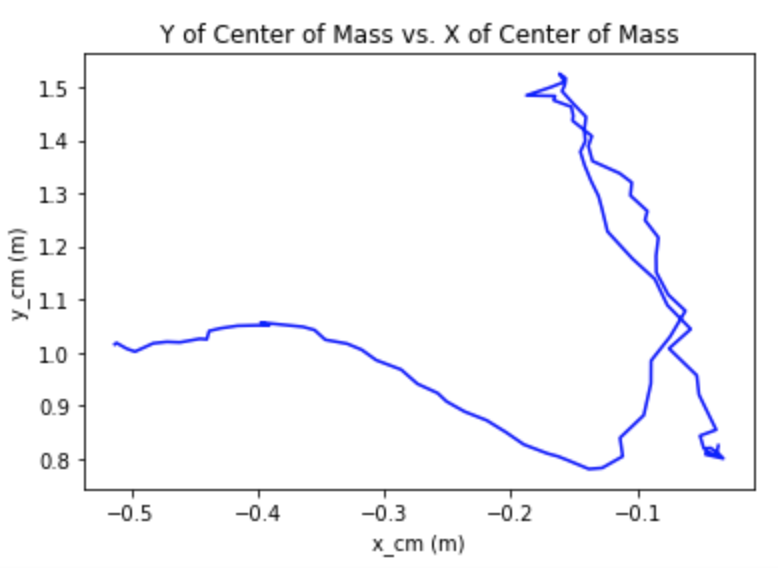 Y of Center of Mass vs. X of Center of Mass
y_cm (m)
1.5
1.4
1.3
1.2
1.1
1.0
0.9
0.8
−0.5 −0.4 −0.3 −0.2 −0.1
x_cm (m)